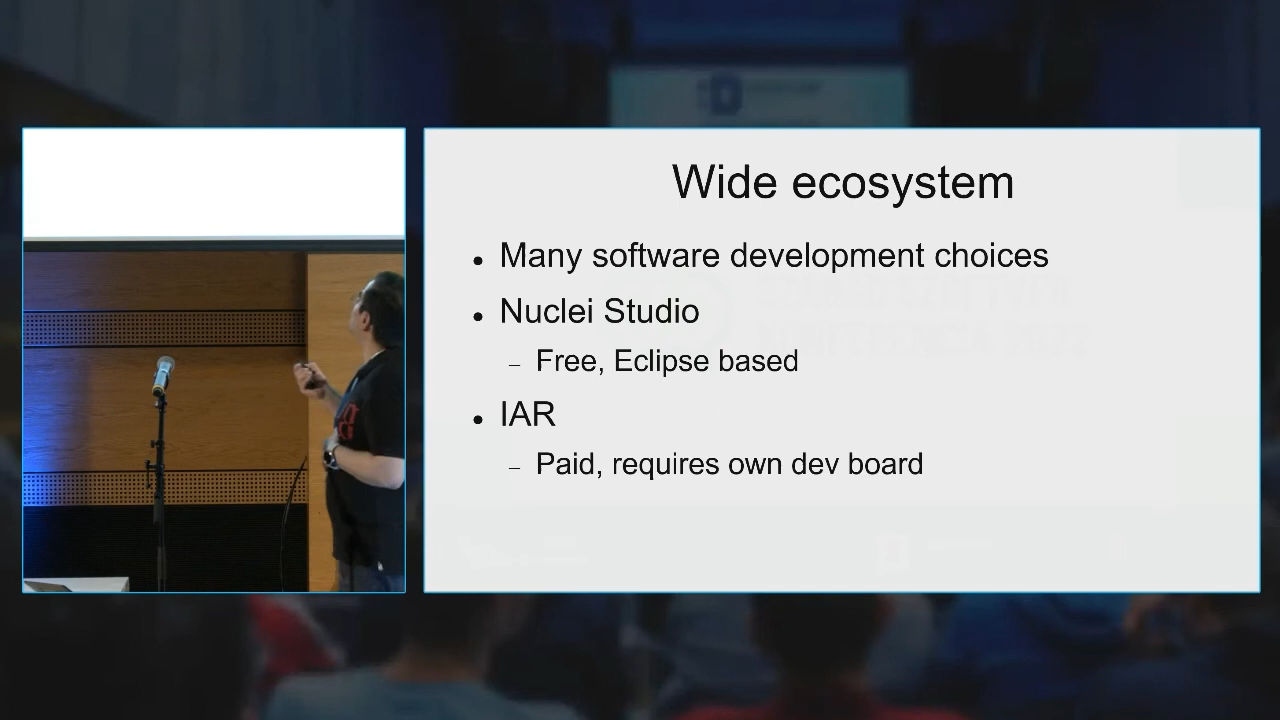 Wide ecosystem
• Many software development choices
• Nuclei Studio
– Free, Eclipse based
• IAR
– Paid, requires own dev board